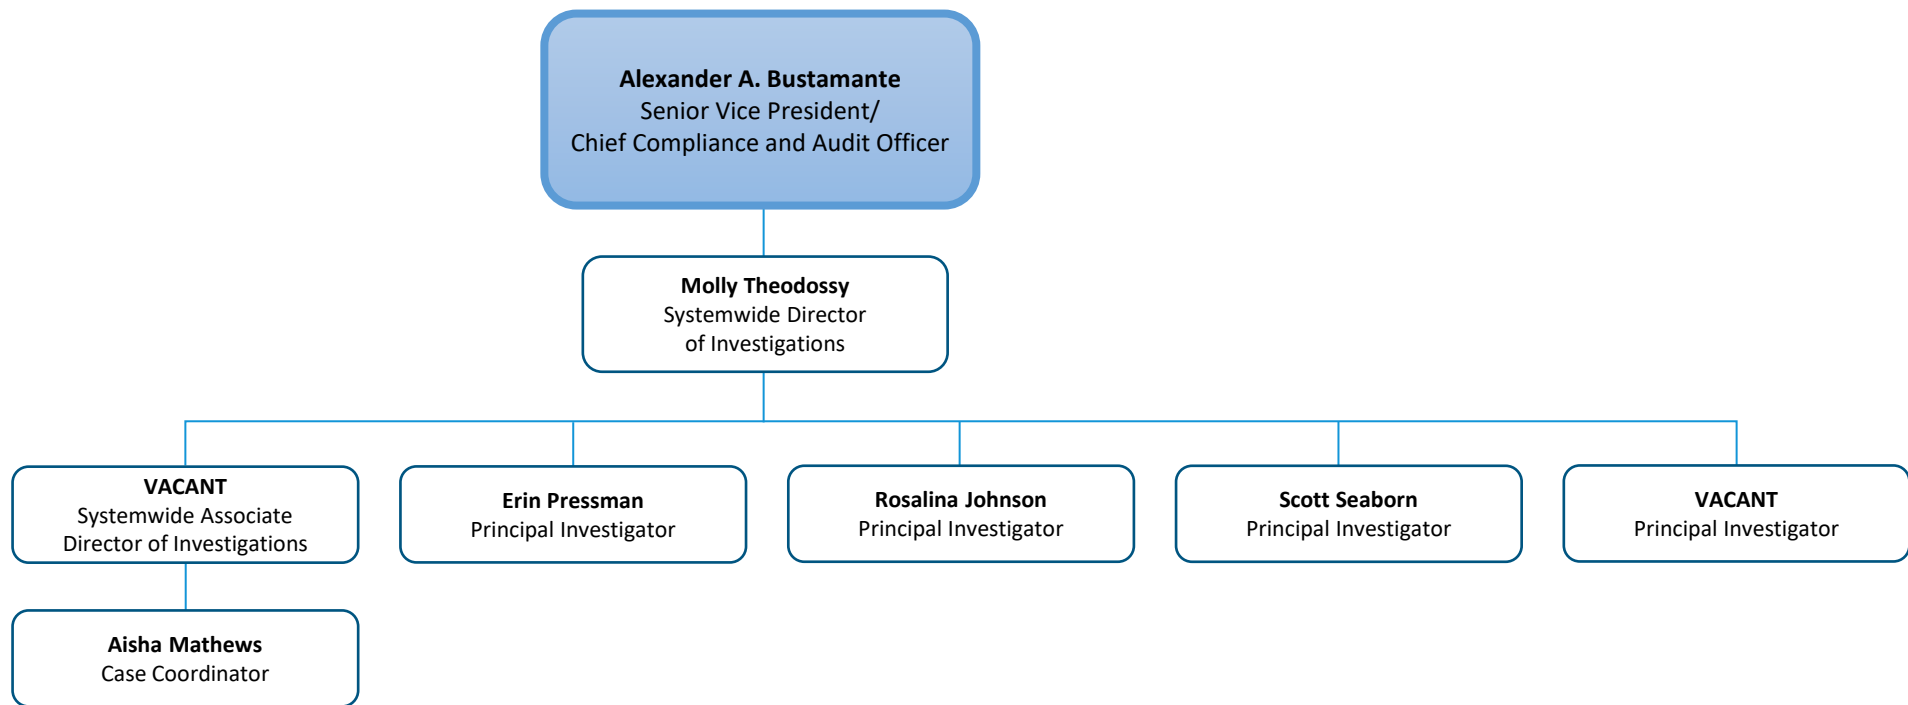 Alexander A. Bustamante
Senior Vice President/
Chief Compliance and Audit Officer
Molly Theodossy
Systemwide Director
of Investigations
VACANT
Systemwide Associate
Director of Investigations
Erin Pressman
Principal Investigator
Rosalina Johnson
Principal Investigator
Scott Seaborn
Principal Investigator
VACANT
Principal Investigator
Aisha Mathews
Case Coordinator